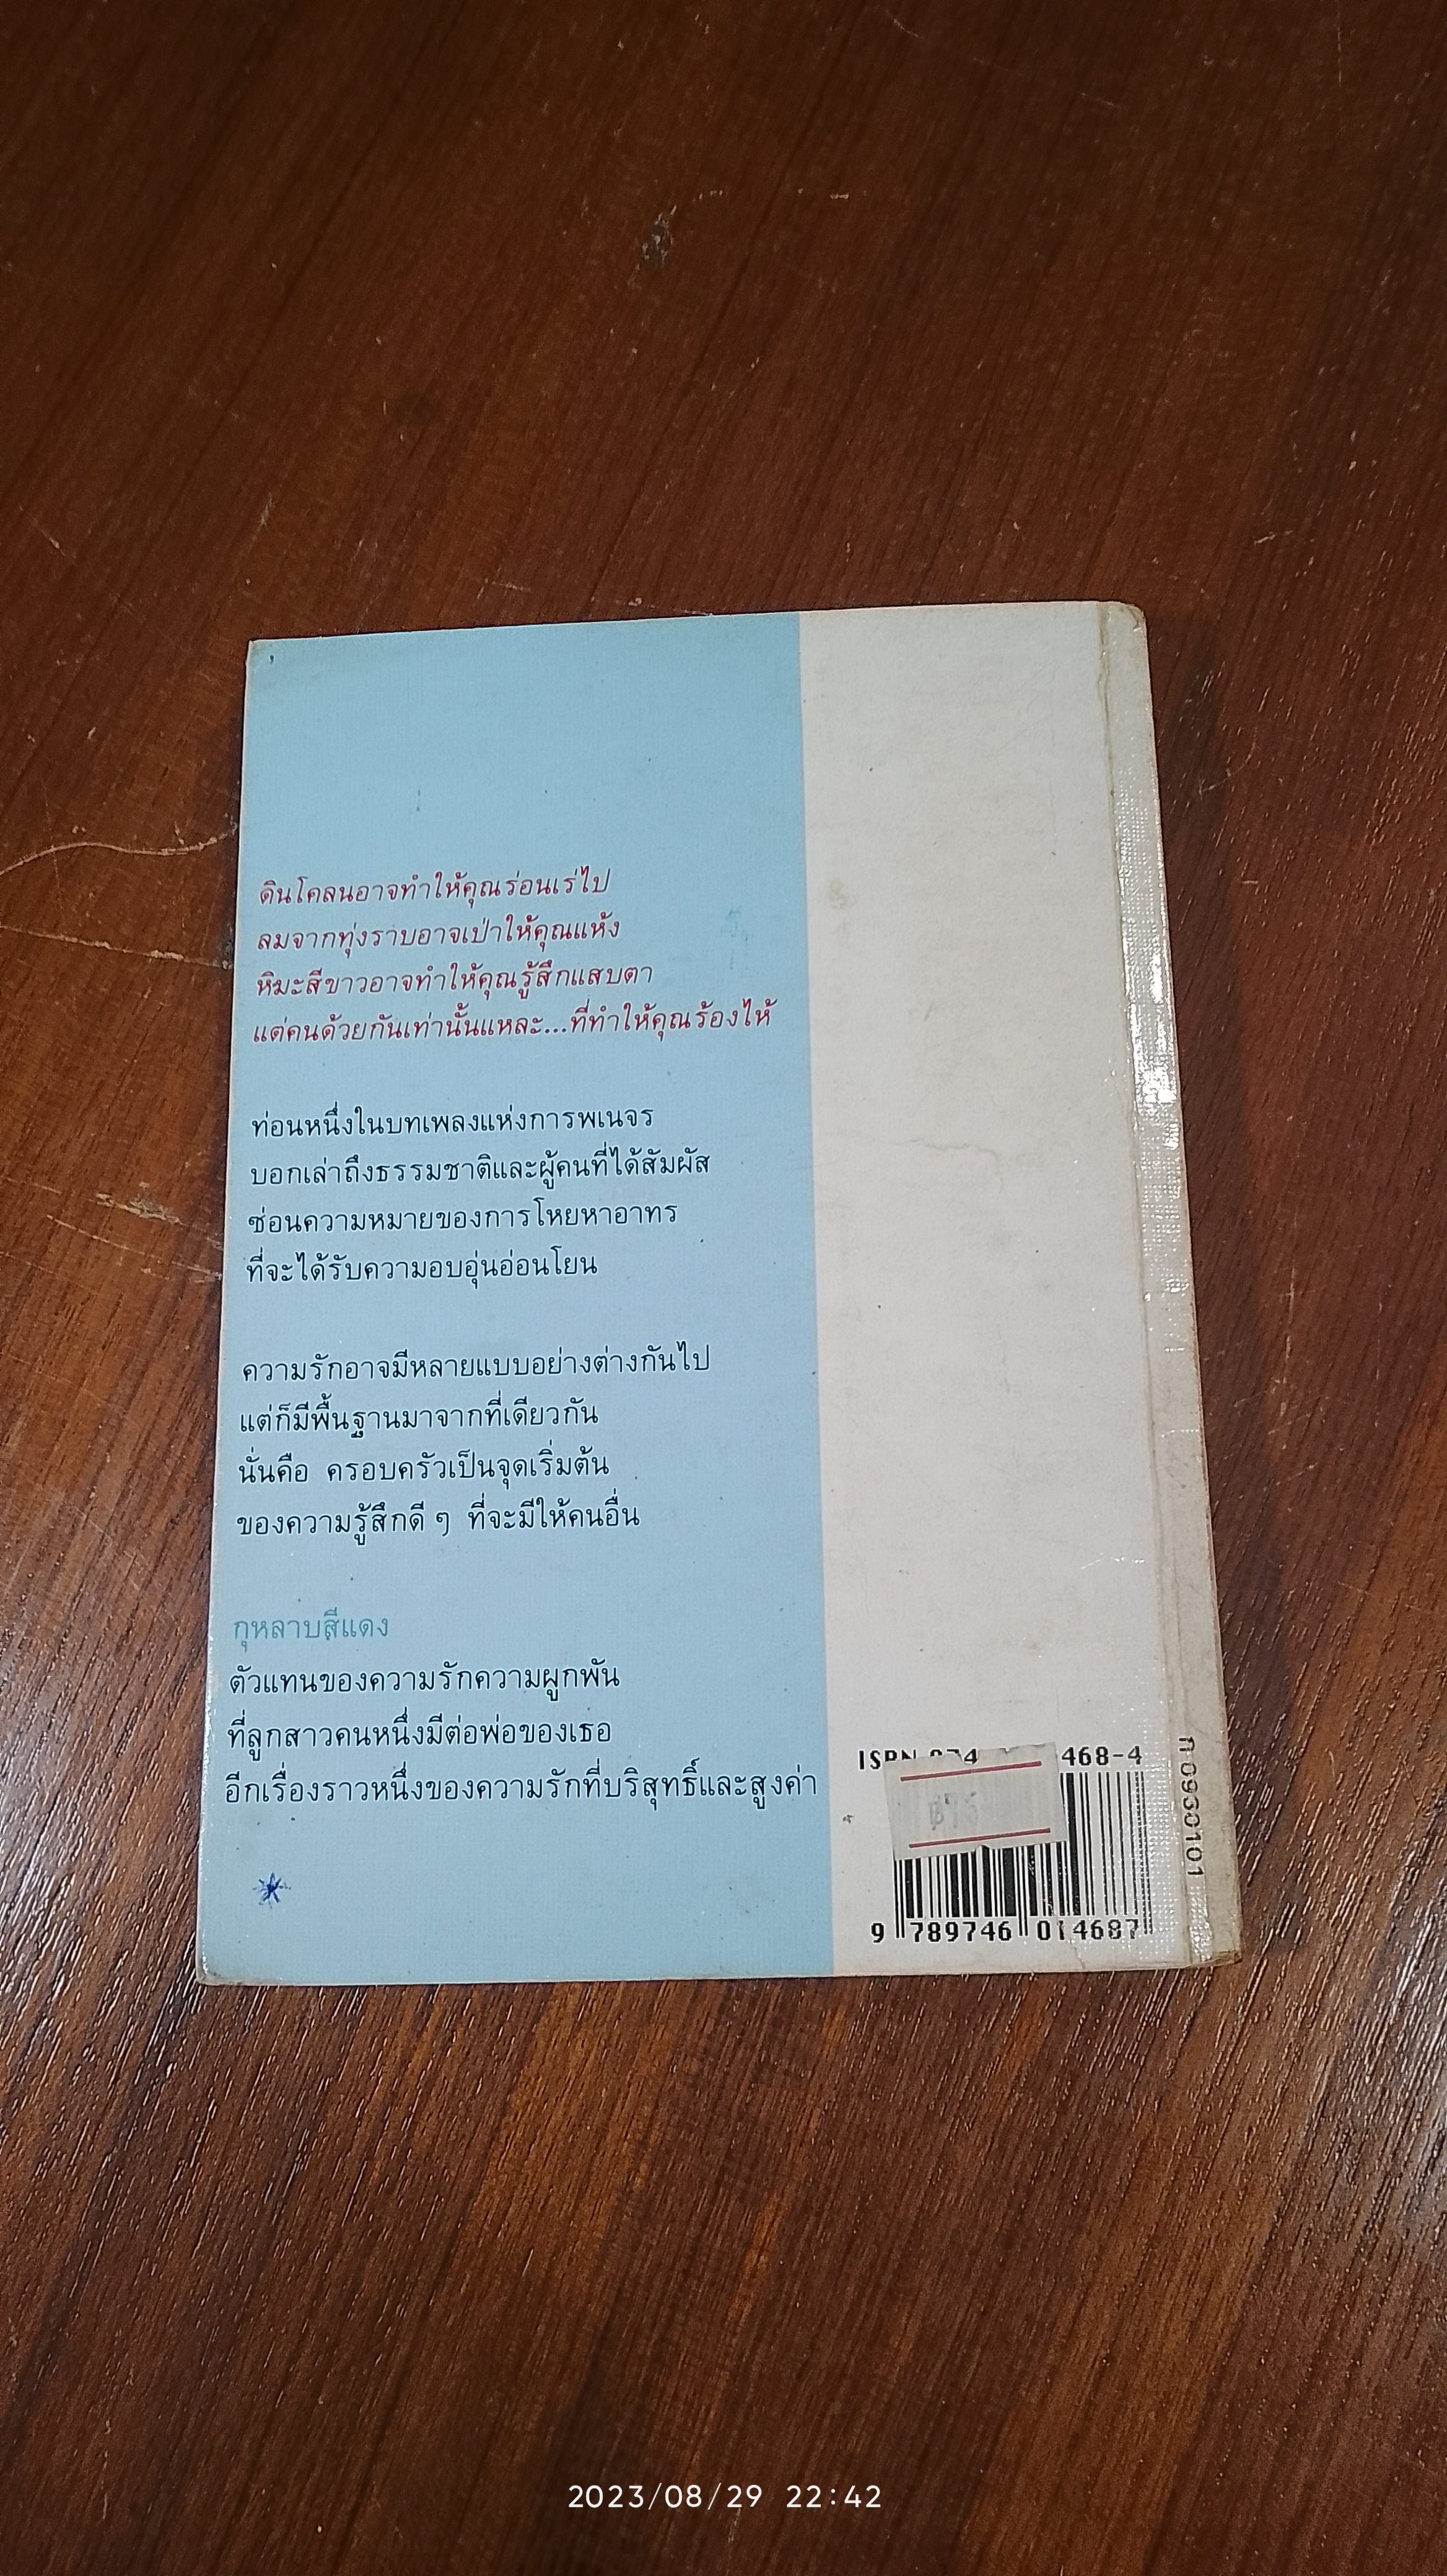 ดินโคลนอาจทำให้คุณร่อนเร่ไป
ลมจากทุ่งราบอาจเป่าให้คุณแห้ง
หิมะสีขาวอาจทำให้คุณรู้สึกแสบตา
แต่คนด้วยกันเท่านั้นแหละ...ที่ทำให้คุณร้องไห้
ท่อนหนึ่งในบทเพลงแห่งการพเนจร
บอกเล่าถึงธรรมชาติและผู้คนที่ได้สัมผัส
ซ่อนความหมายของการโหยหาอาทร
ที่จะได้รับความอบอุ่นอ่อนโยน
ความรักอาจมีหลายแบบอย่างต่างกันไป
แต่ก็มีพื้นฐานมาจากที่เดียวกัน
นั่นคือ ครอบครัวเป็นจุดเริ่มต้น
ของความรู้สึกดี ๆ ที่จะมีให้คนอื่น
กุหลาบสีแดง
ตัวแทนของความรักความผูกพัน
ที่ลูกสาวคนหนึ่งมีต่อพ่อของเธอ
อีกเรื่องราวหนึ่งของความรักที่บริสุทธิ์และสูงค่า
ISBN 974 468-4
9 789746 014687
ก 0930101
2023/08/29 22:42